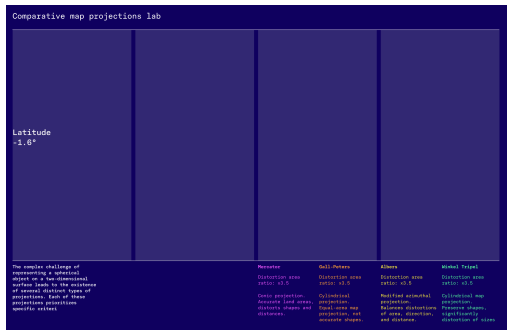 Comparative map projections lab
Latitude
-1.6°
The complex challenge of
representing a spherical
object on a two-dimensional
surface leads to the existence
of several distinct types of
projections. Each of these
projections prioritizes
specific criteri
Mercator
Distortion area
ratio: x3.5
Conic projection.
Accurate land areas,
distorts shapes and
distances.
Gall-Peters
Distortion area
ratio: x3.5
Cylindrical
projection.
Equal-area map
projection, not
accurate shapes.
Albers
Distortion area
ratio: x3.5
Modified azimuthal
projection.
Balances distortions
of area, direction,
and distance.
Winkel Tripel
Distortion area
ratio: x3.5
Cylindrical map
projection.
Preserve shapes,
significantly
distortion of sizes